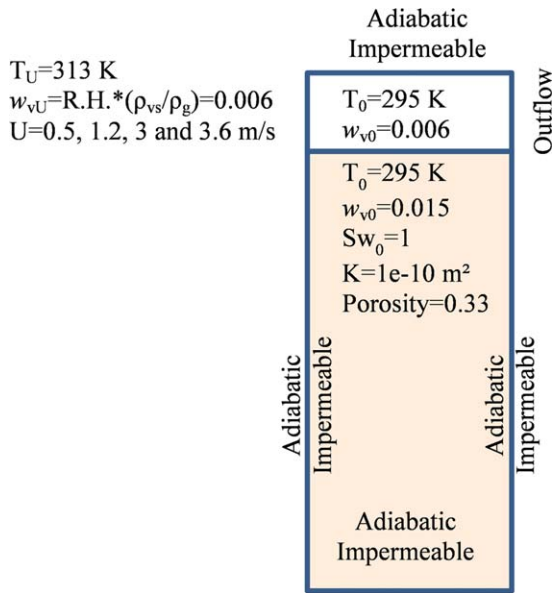 Adiabatic
Impermeable
T_U=313 K
w_vU=R.H.*(ρ_vs/ρ_g)=0.006
U=0.5, 1.2, 3 and 3.6 m/s
T_0=295 K
w_v0=0.006
Outflow
T_0=295 K
w_v0=0.015
Sw_0=1
K=1e-10 m²
Porosity=0.33
Adiabatic
Impermeable
Adiabatic
Impermeable
Adiabatic
Impermeable